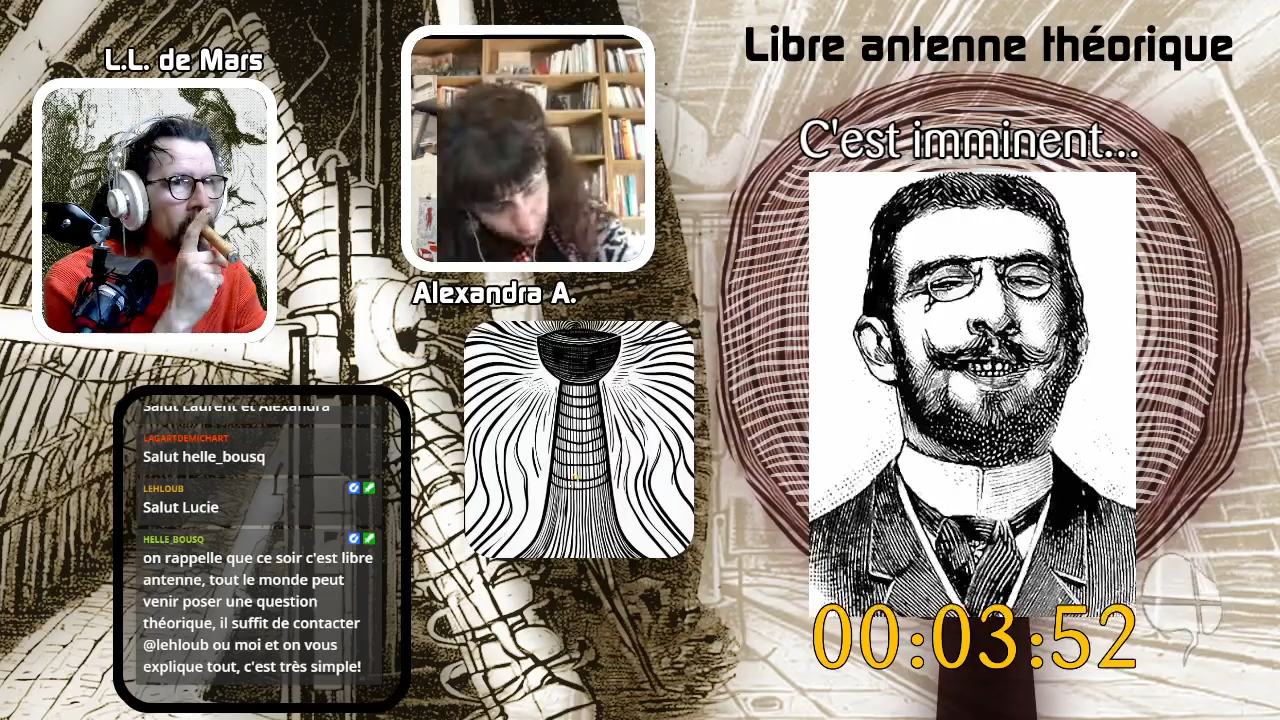 L.L. de Mars
Alexandra A.
Libre antenne théorique
C'est imminent...
00:03:52
Salut Laurent et Alexandra
LAGARTDEMICHART
Salut helle_bousq
LEHLOUB
Salut Lucie
HELLE_BOUSQ
on rappelle que ce soir c'est libre
antenne, tout le monde peut
venir poser une question
théorique, il suffit de contacter
@lehloub ou moi et on vous
explique tout, c'est très simple!